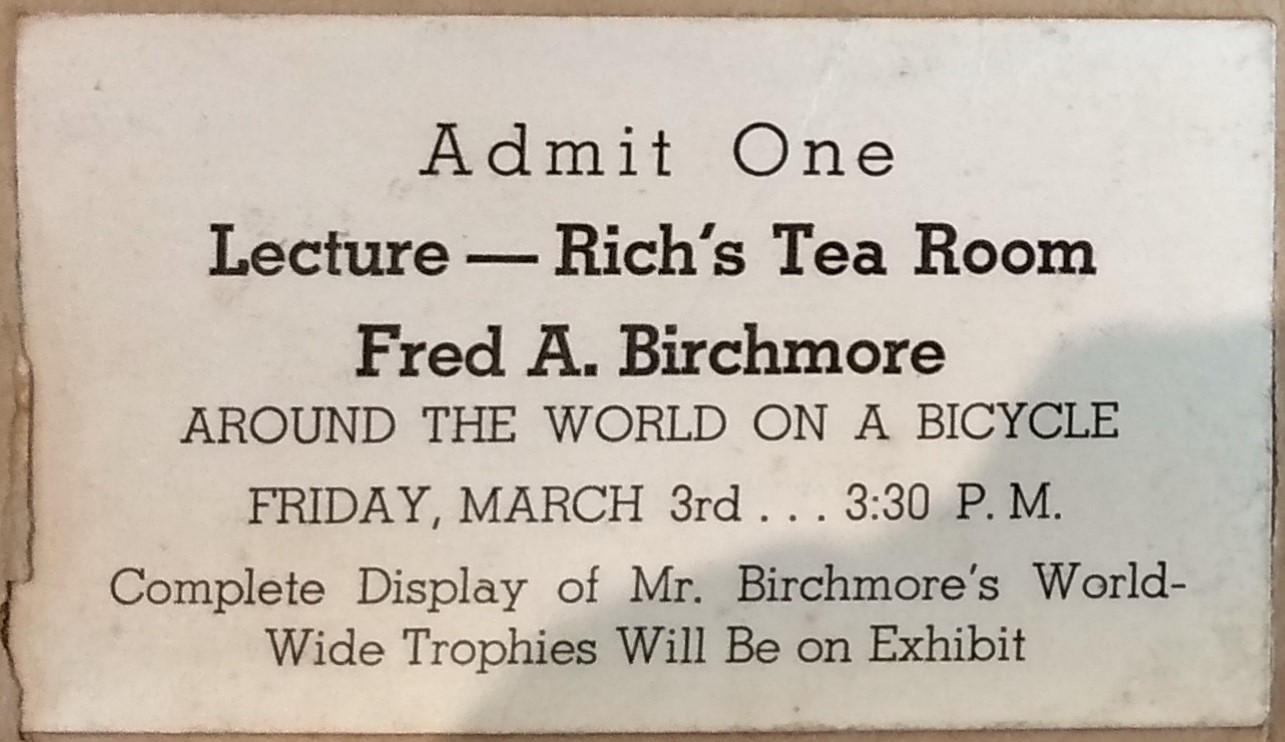 Admit One
Lecture — Rich's Tea Room
Fred A. Birchmore
AROUND THE WORLD ON A BICYCLE
FRIDAY, MARCH 3rd . . . 3:30 P. M.
Complete Display of Mr. Birchmore's World-
Wide Trophies Will Be on Exhibit